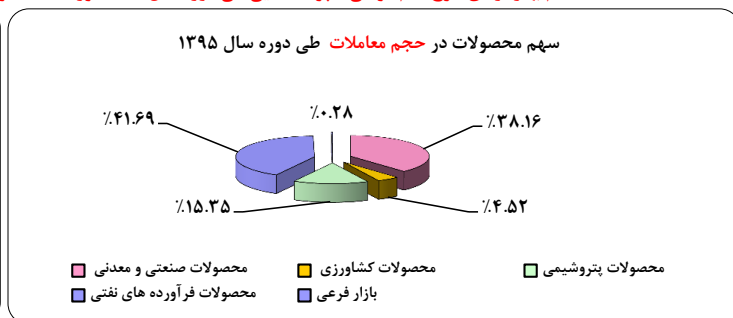 سهم محصولات در حجم معاملات طی دوره سال ۱۳۹۵
٪۴۱.۶۹
٪۰.۲۸
٪۳۸.۱۶
٪۱۵.۳۵
٪۴.۵۲
محصولات صنعتی و معدنی محصولات کشاورزی محصولات پتروشیمی
محصولات فرآورده های نفتی بازار فرعی